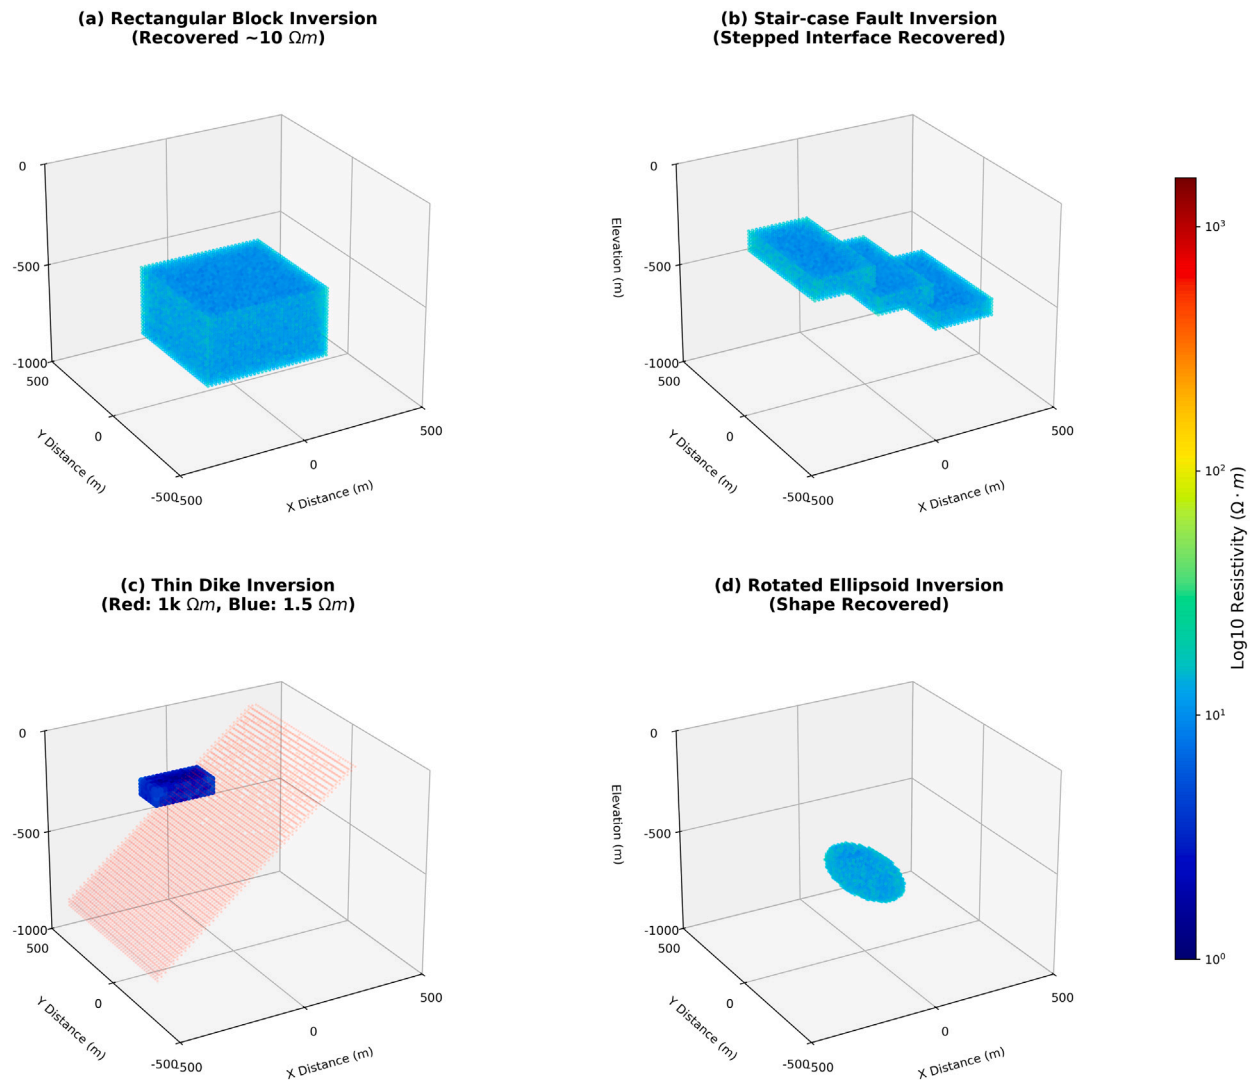 (a) Rectangular Block Inversion
(Recovered ~10 Ωm)
0
-500
-1000
500
0
-500
-500
0
500
Y Distance (m)
X Distance (m)
(b) Stair-case Fault Inversion
(Stepped Interface Recovered)
Elevation (m)
0
-500
-1000
500
0
-500
-500
0
500
Y Distance (m)
X Distance (m)
(c) Thin Dike Inversion
(Red: 1k Ωm, Blue: 1.5 Ωm)
0
-500
-1000
500
0
-500
-500
0
500
Y Distance (m)
X Distance (m)
(d) Rotated Ellipsoid Inversion
(Shape Recovered)
Elevation (m)
0
-500
-1000
500
0
-500
-500
0
500
Y Distance (m)
X Distance (m)
10³
10²
10¹
10⁰
Log10 Resistivity (Ω · m)